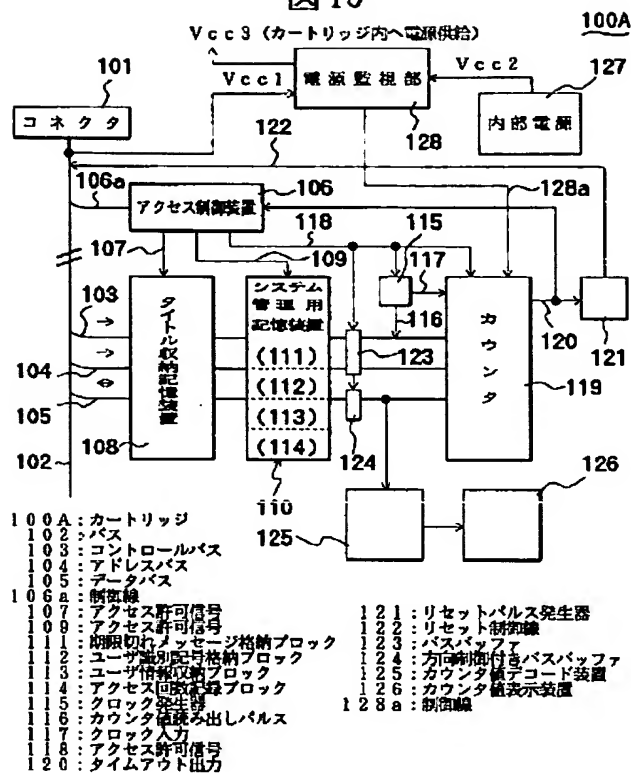 図15
100A
Vcc3(カートリッジ内へ電源供給)
Vcc1
Vcc2
101
コネクタ
電源監視部
127
内部電源
122
128
106a
106
アクセス制御装置
128a
118
107
109
115
117
103
タイトル収納記憶装置
システム
管理用
記憶装置
116
カウンタ
120
121
(111)
123
104
(112)
119
105
(113)
124
108
(114)
102
110
125
126
100A:カートリッジ
102:バス
103:コントロールバス
104:アドレスバス
105:データバス
106a:制御線
107:アクセス許可信号
109:アクセス許可信号
111:期限切れメッセージ格納ブロック
112:ユーザ識別記号格納ブロック
113:ユーザ情報収納ブロック
114:アクセス回数記録ブロック
115:クロック発生器
116:カウンタ値読み出しパルス
117:クロック入力
118:アクセス許可信号
120:タイムアウト出力
121:リセットパルス発生器
122:リセット制御線
123:バスバッファ
124:方向制御付きバスバッファ
125:カウンタ値デコード装置
126:カウンタ値表示装置
128a:制御線